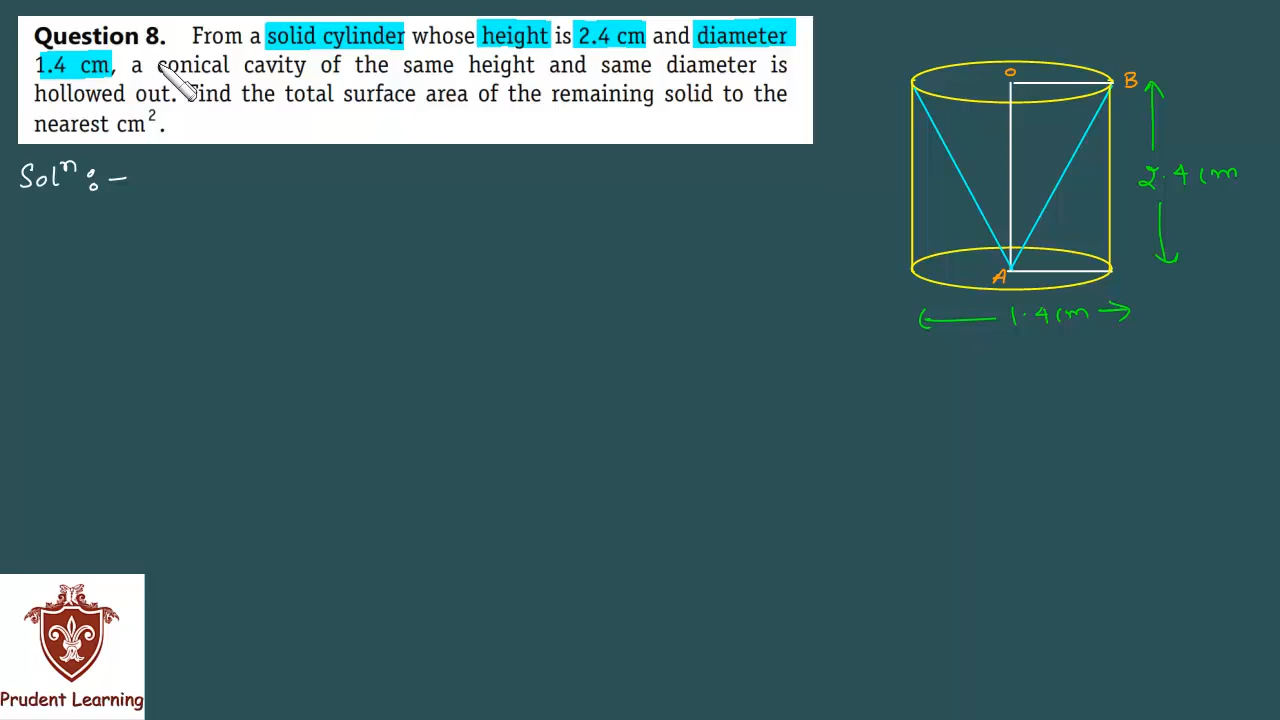 Question 8. From a solid cylinder whose height is 2.4 cm and diameter
1.4 cm, a conical cavity of the same height and same diameter is
hollowed out. Find the total surface area of the remaining solid to the
nearest cm².
Solⁿ : –
O
B
2.4 cm
A
1.4 cm
Prudent Learning